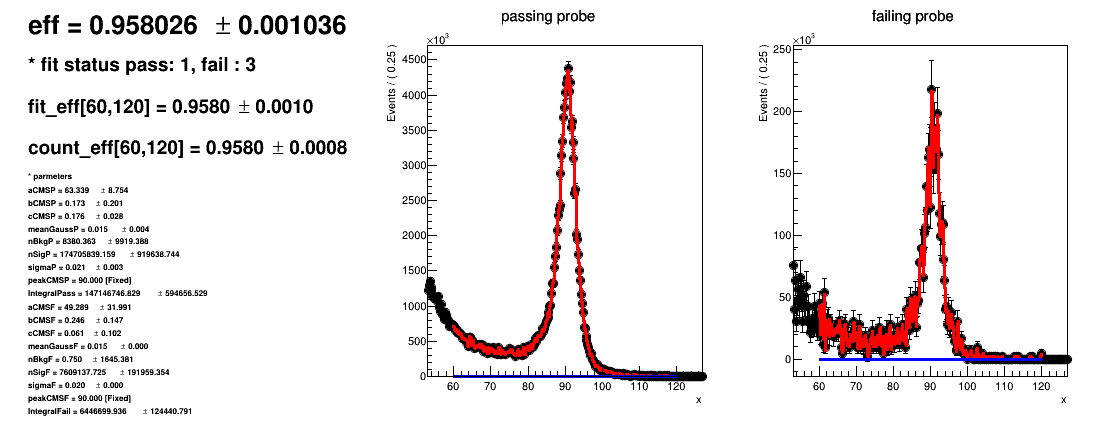 eff = 0.958026 ± 0.001036
* fit status pass: 1, fail : 3
fit_eff[60,120] = 0.9580 ± 0.0010
count_eff[60,120] = 0.9580 ± 0.0008
* parmeters
aCMSP = 63.339 ± 8.754
bCMSP = 0.173 ± 0.201
cCMSP = 0.176 ± 0.028
meanGaussP = 0.015 ± 0.004
nBkgP = 8380.363 ± 9919.388
nSigP = 174705839.159 ± 919638.744
sigmaP = 0.021 ± 0.003
peakCMSP = 90.000 [Fixed]
IntegralPass = 147146746.829 ± 594656.529
aCMSF = 49.289 ± 31.991
bCMSF = 0.246 ± 0.147
cCMSF = 0.061 ± 0.102
meanGaussF = 0.015 ± 0.000
nBkgF = 0.750 ± 1645.381
nSigF = 7609137.725 ± 191959.354
sigmaF = 0.020 ± 0.000
peakCMSF = 90.000 [Fixed]
IntegralFail = 6446699.936 ± 124440.791
passing probe
×10³
Events / ( 0.25 )
4500
4000
3500
3000
2500
2000
1500
1000
500
0
60 70 80 90 100 110 120
x
failing probe
×10³
Events / ( 0.25 )
250
200
150
100
50
0
60 70 80 90 100 110 120
x